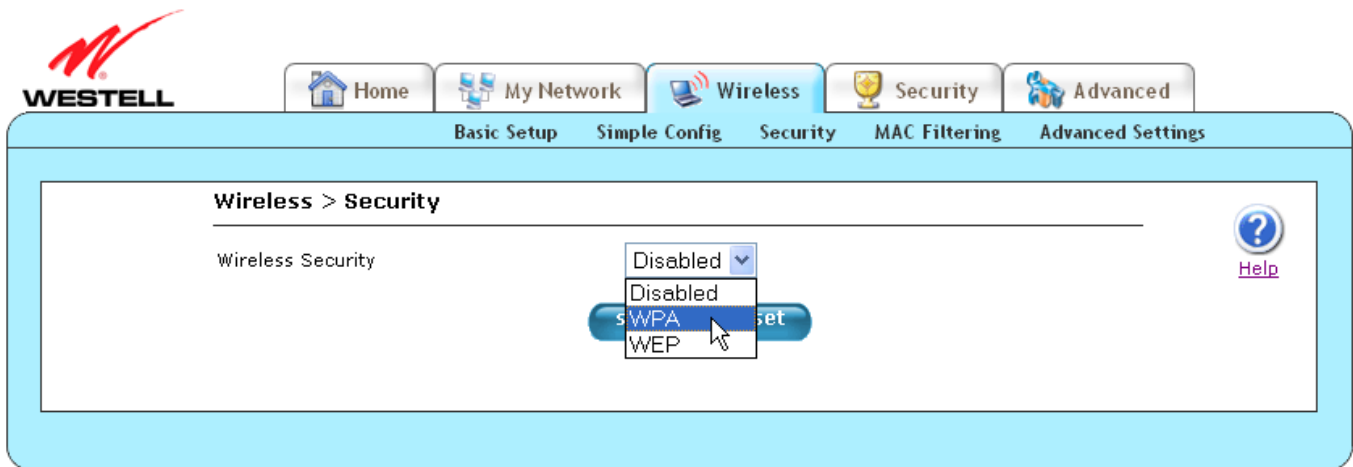 WESTELL
Home My Network Wireless Security Advanced
Basic Setup Simple Config Security MAC Filtering Advanced Settings
Wireless > Security
Wireless Security Disabled
Help
Disabled
WPA
WEP